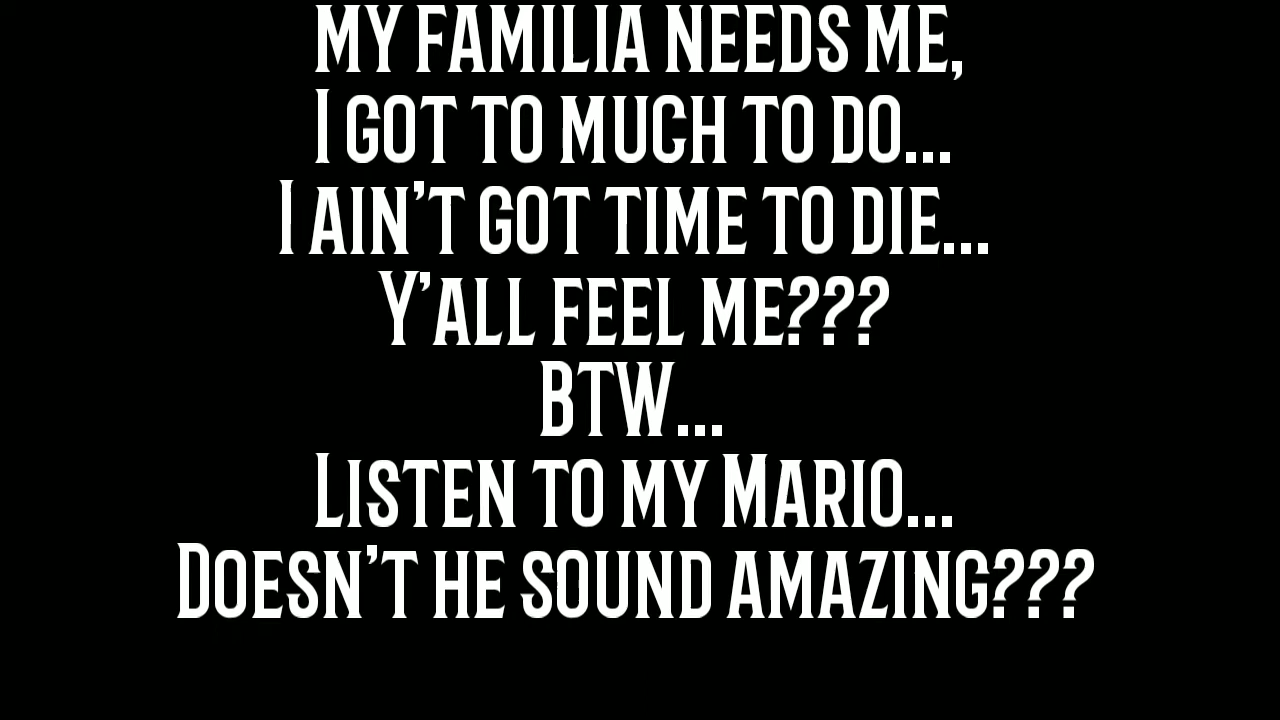 MY FAMILIA NEEDS ME,
I GOT TO MUCH TO DO...
I AIN'T GOT TIME TO DIE...
Y'ALL FEEL ME???
BTW...
LISTEN TO MY MARIO...
DOESN'T HE SOUND AMAZING???